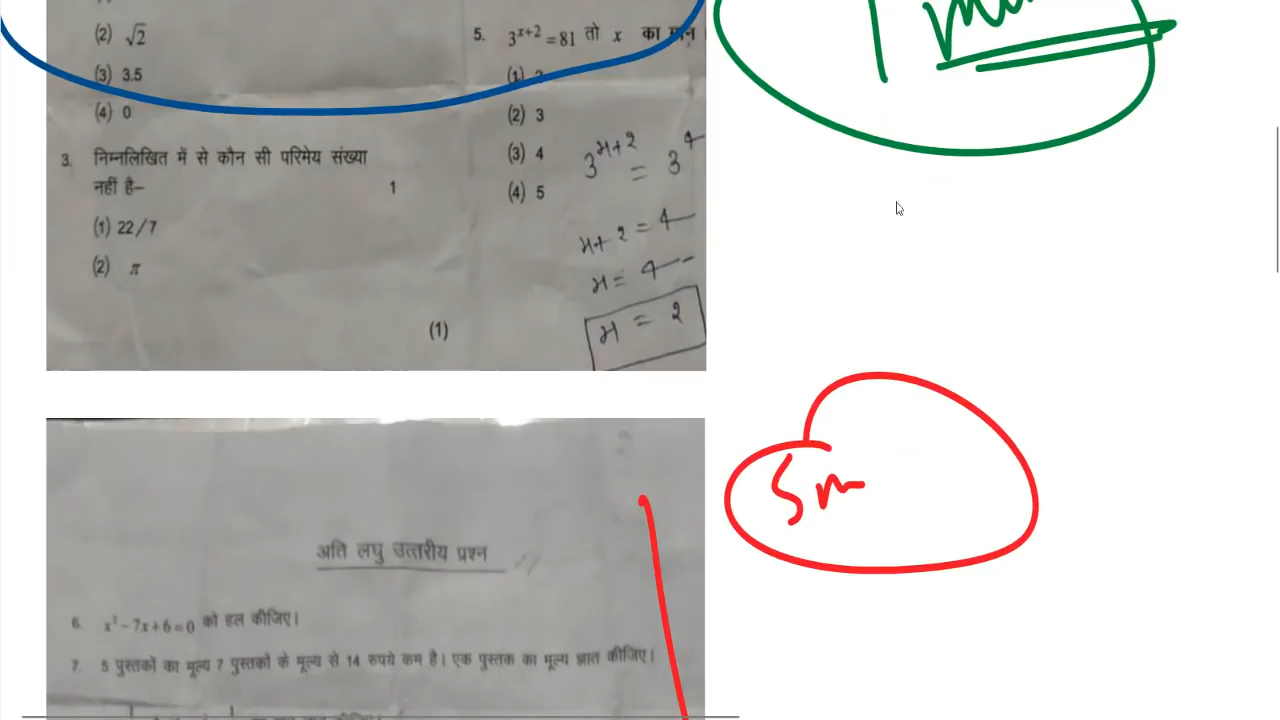 (2) √2
(3) 3.5
(4) 0
3. निम्नलिखित में से कौन सी परिमेय संख्या
नहीं है– 1
(1) 22/7
(2) π
(1)
5. 3^{x+2} = 81 तो x का मान
(2) 3
(3) 4
(4) 5
3^{x+2} = 3^4
x+2 = 4
x = 4-
x = 2
1
5 m
अति लघु उत्तरीय प्रश्न
6. x² – 7x + 6 = 0 को हल कीजिए।
7. 5 पुस्तकों का मूल्य 7 पुस्तकों के मूल्य से 14 रुपये कम है। एक पुस्तक का मूल्य ज्ञात कीजिए।